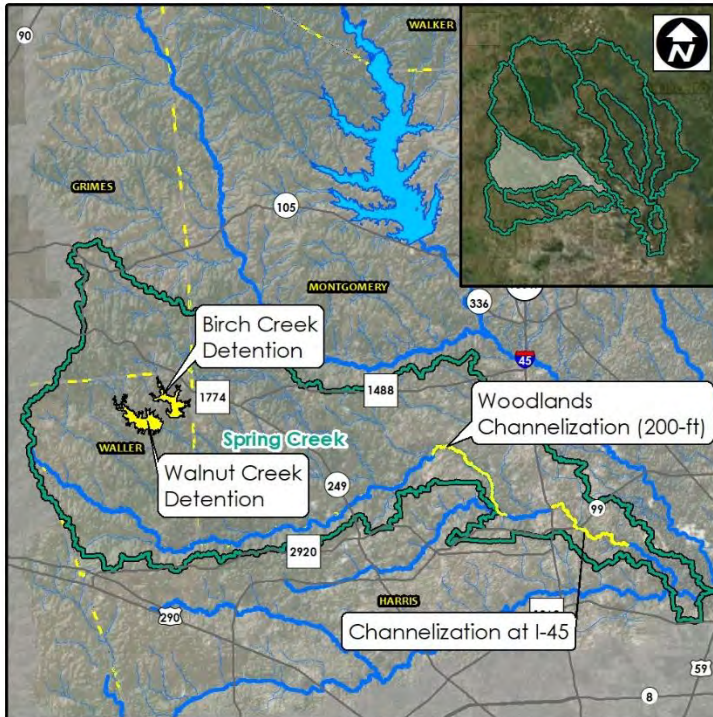 90
WALKER
N
GRIMES
105
MONTGOMERY
336
Birch Creek
Detention
45
1774
1488
Woodlands
Channelization (200-ft)
Spring Creek
WALLER
Walnut Creek
Detention
249
99
2920
HARRIS
290
Channelization at I-45
59
8